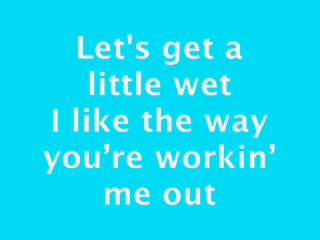 Let's get a
little wet
I like the way
you’re workin’
me out